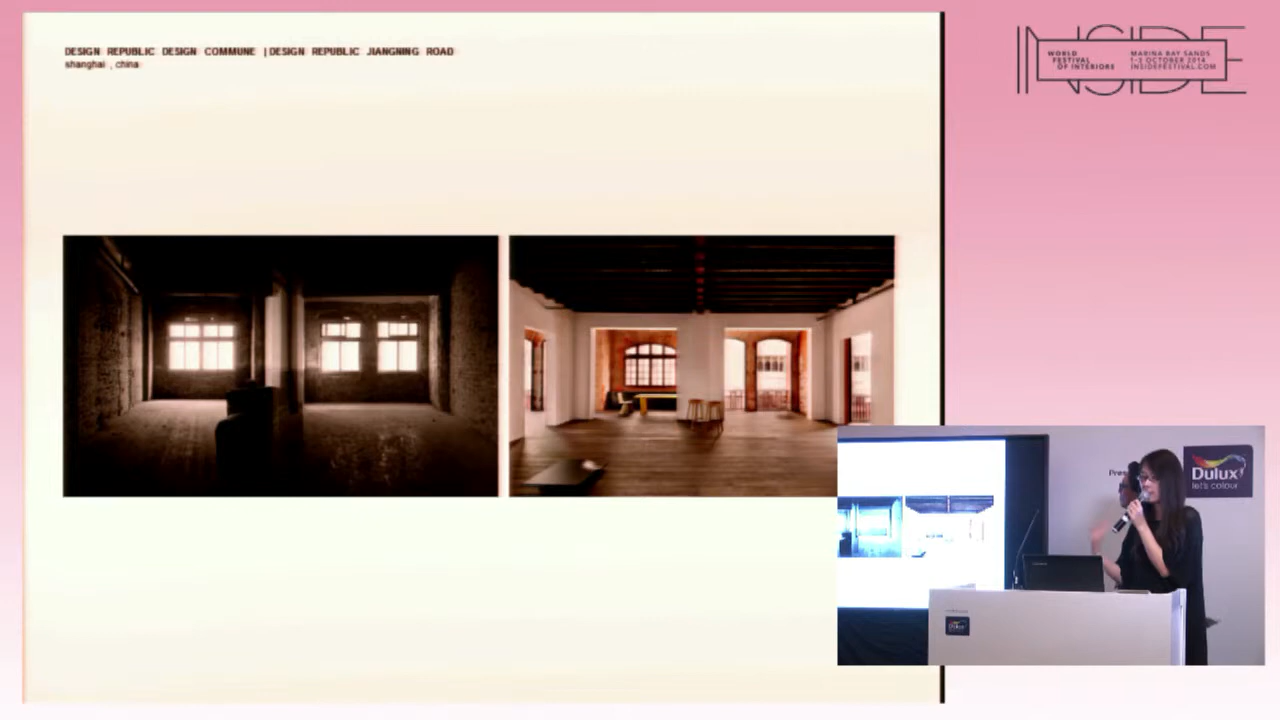 DESIGN REPUBLIC DESIGN COMMUNE | DESIGN REPUBLIC JIANGNING ROAD
shanghai , china
INSIDE
WORLD
FESTIVAL
OF INTERIORS
MARINA BAY SANDS
1-3 OCTOBER 2014
INSIDEFESTIVAL.COM
Dulux
let's colour
Dulux